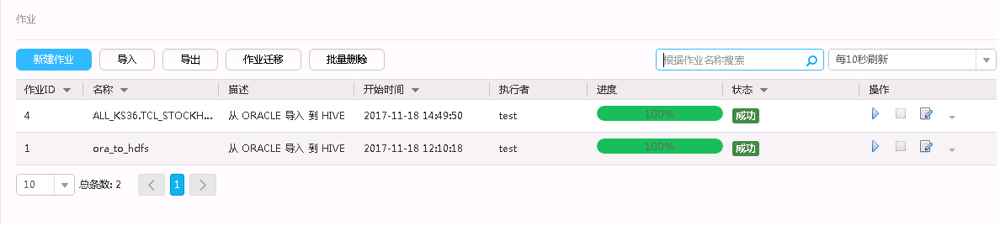 作业
新建作业 导入 导出 作业迁移 批量删除 根据作业名称搜索 每10秒刷新
作业ID 名称 描述 开始时间 执行者 进度 状态 操作
4 ALL_KS36.TCL_STOCKH... 从 ORACLE 导入 到 HIVE 2017-11-18 14:49:50 test 100% 成功
1 ora_to_hdfs 从 ORACLE 导入 到 HIVE 2017-11-18 12:10:18 test 100% 成功
10 总条数: 2 1